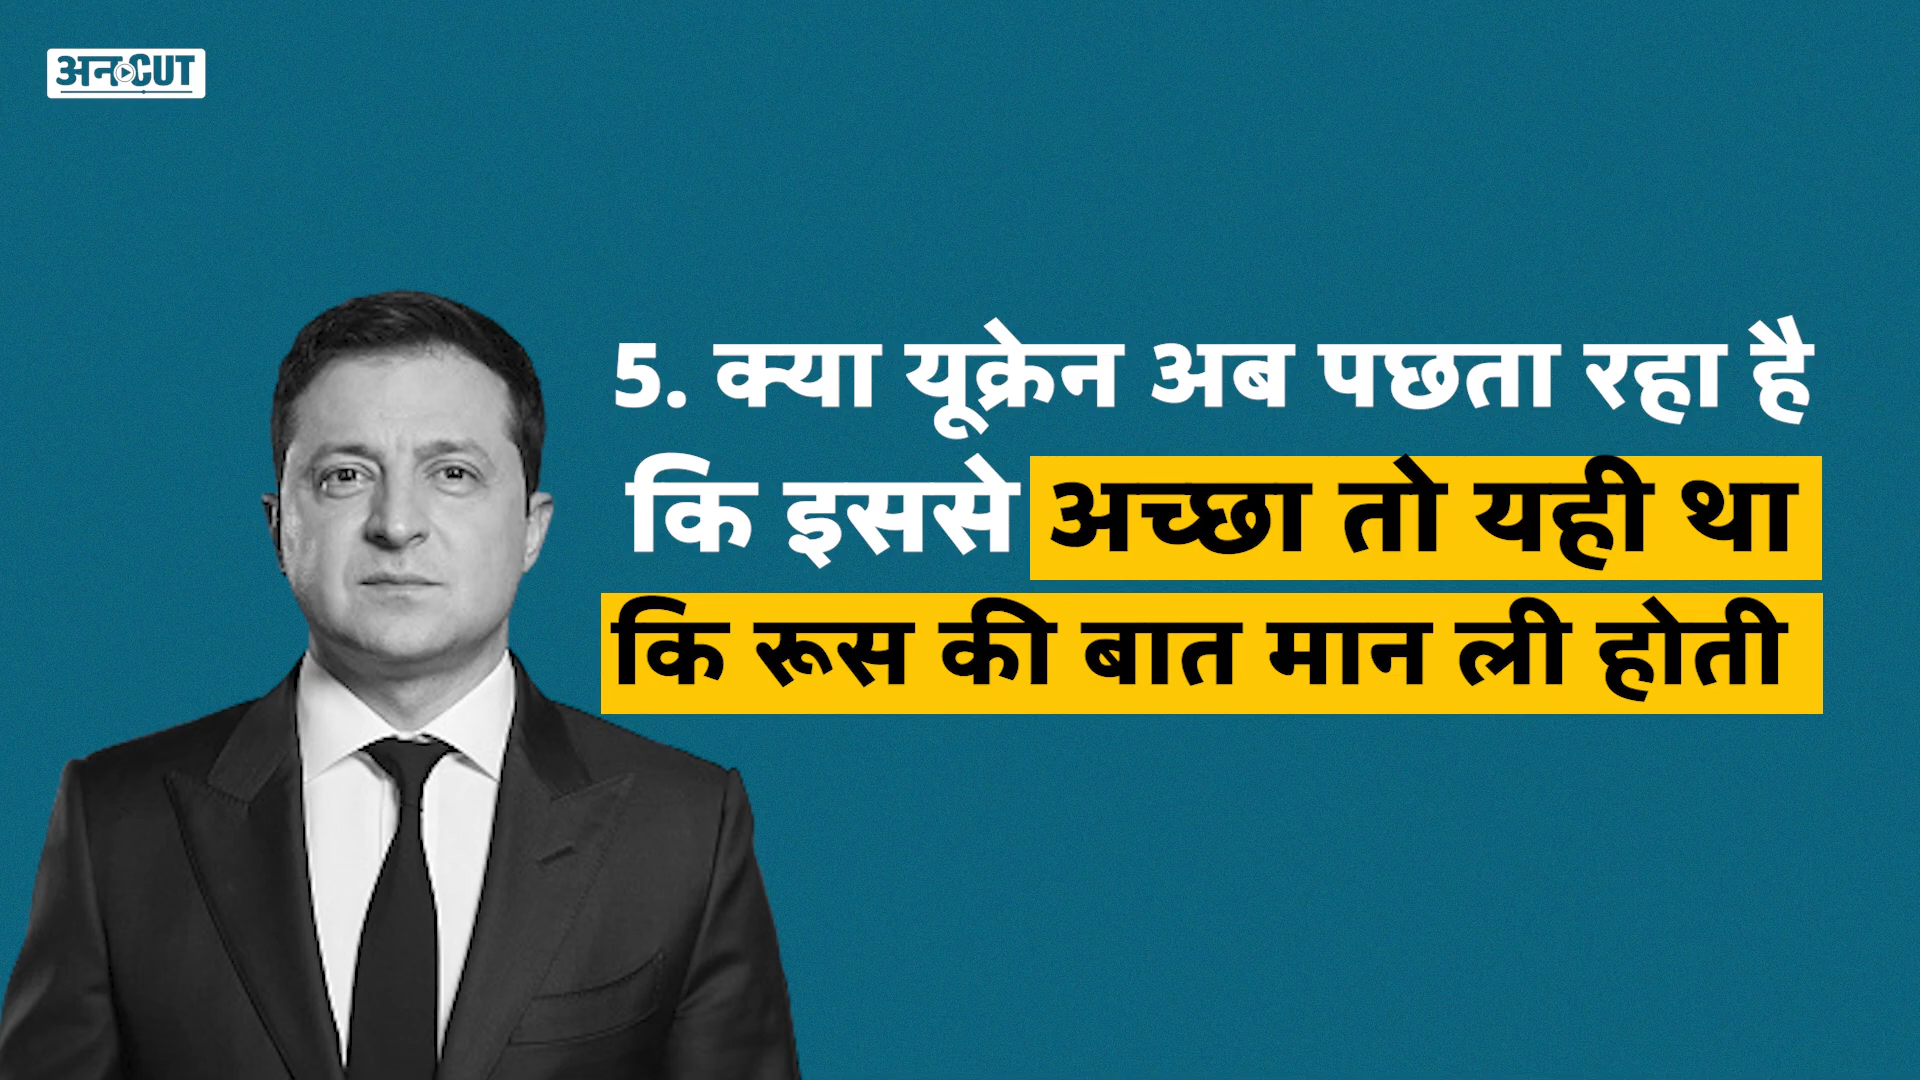 अनCUT
5. क्या यूक्रेन अब पछता रहा है
कि इससे अच्छा तो यही था
कि रूस की बात मान ली होती